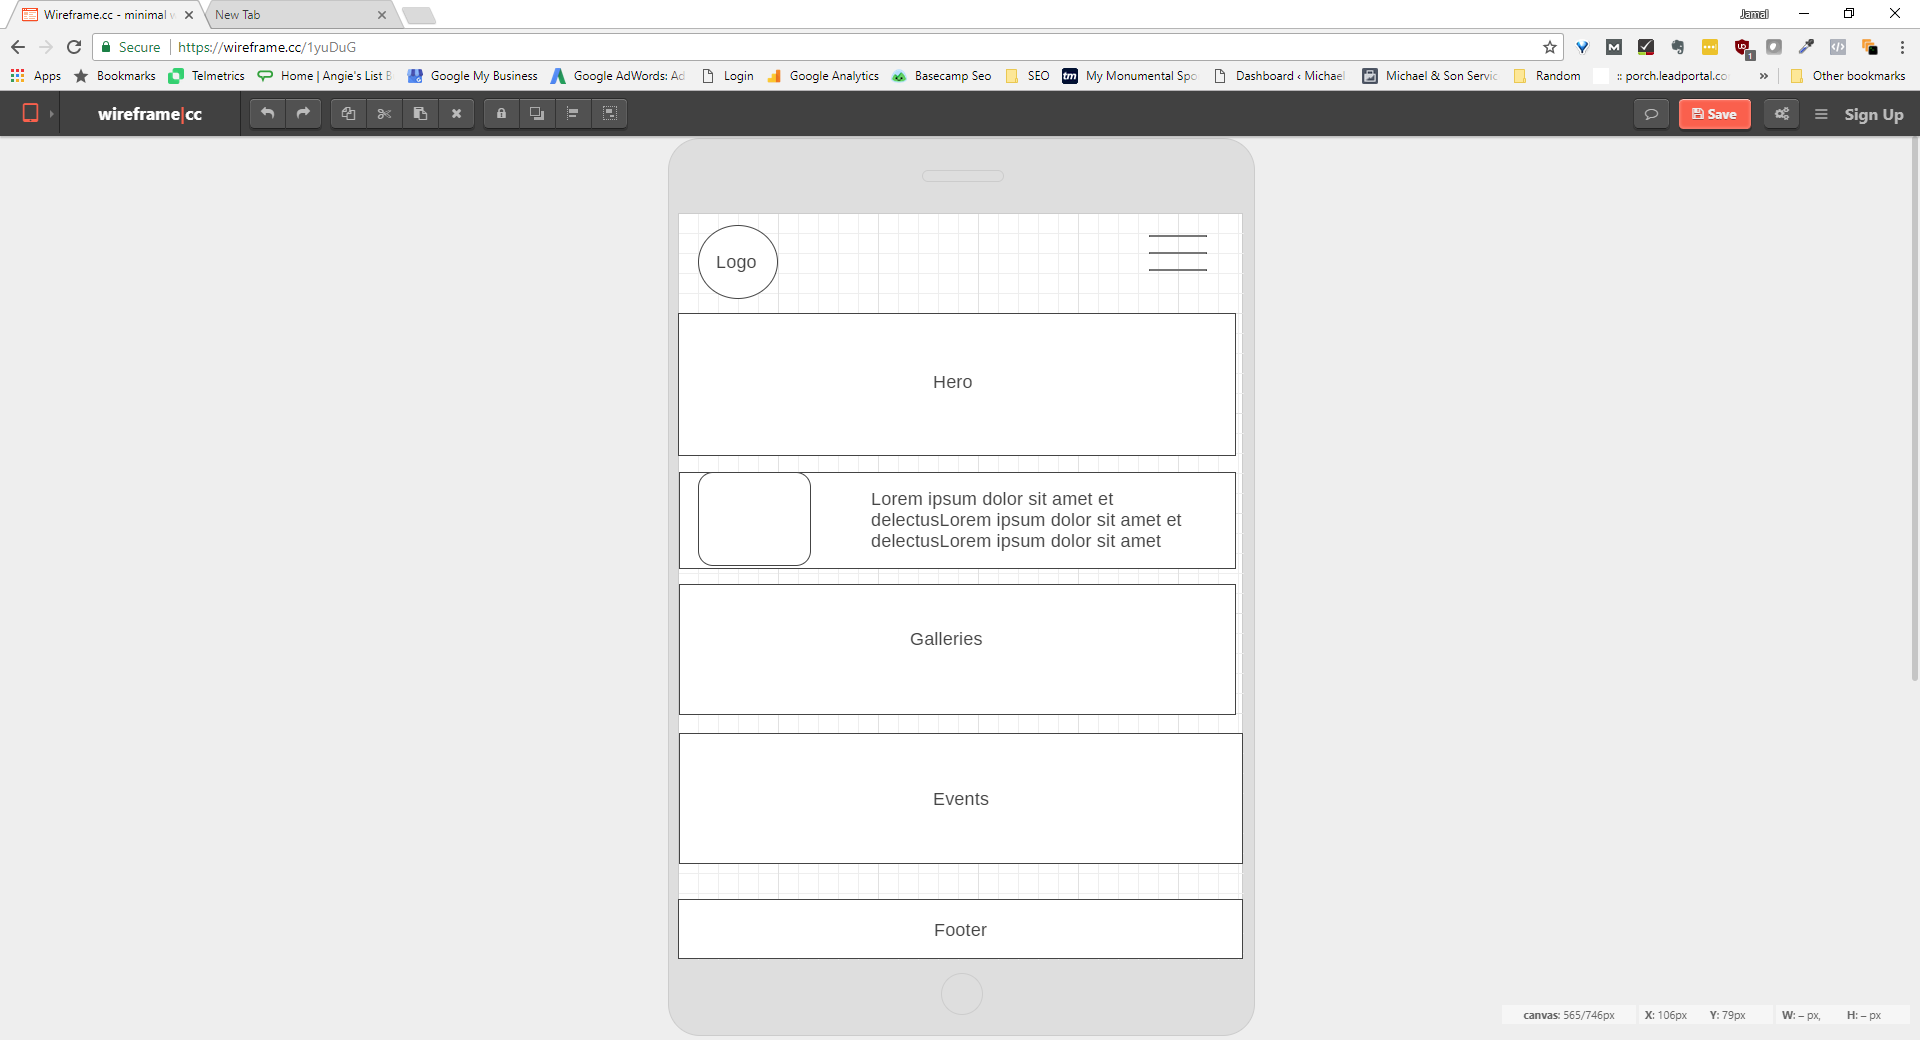 Wireframe.cc - minimal
New Tab
Jamal
Secure
https://wireframe.cc/1yuDuG
Apps
Bookmarks
Telmetrics
Home | Angie's List
Google My Business
Google AdWords: Ad
Login
Google Analytics
Basecamp Seo
SEO
My Monumental Spo
Dashboard ‹ Michael
Michael & Son Servic
Random
:: porch.leadportal.co
»
Other bookmarks
wireframe|cc
Save
Sign Up
Logo
Hero
Lorem ipsum dolor sit amet et
delectusLorem ipsum dolor sit amet et
delectusLorem ipsum dolor sit amet
Galleries
Events
Footer
canvas: 565/746px X: 106px Y: 79px W: – px, H: – px